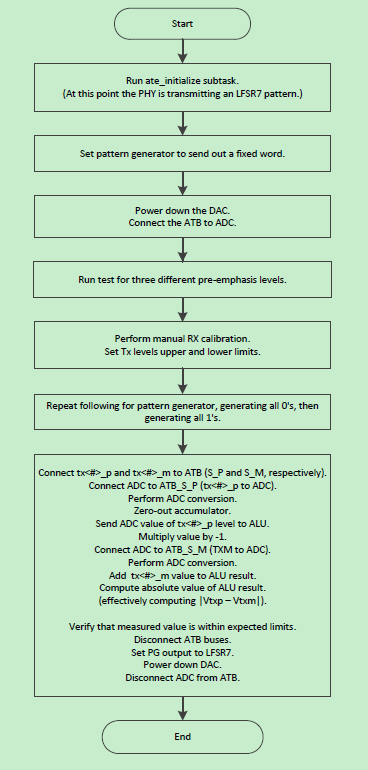 Start
Run ate_initialize subtask.
(At this point the PHY is transmitting an LFSR7 pattern.)
Set pattern generator to send out a fixed word.
Power down the DAC.
Connect the ATB to ADC.
Run test for three different pre-emphasis levels.
Perform manual RX calibration.
Set Tx levels upper and lower limits.
Repeat following for pattern generator, generating all 0's, then
generating all 1's.
Connect tx<#>_p and tx<#>_m to ATB (S_P and S_M, respectively).
Connect ADC to ATB_S_P (tx<#>_p to ADC).
Perform ADC conversion.
Zero-out accumulator.
Send ADC value of tx<#>_p level to ALU.
Multiply value by -1.
Connect ADC to ATB_S_M (TXM to ADC).
Perform ADC conversion.
Add tx<#>_m value to ALU result.
Compute absolute value of ALU result.
(effectively computing |Vtxp – Vtxm|).
Verify that measured value is within expected limits.
Disconnect ATB buses.
Set PG output to LFSR7.
Power down DAC.
Disconnect ADC from ATB.
End